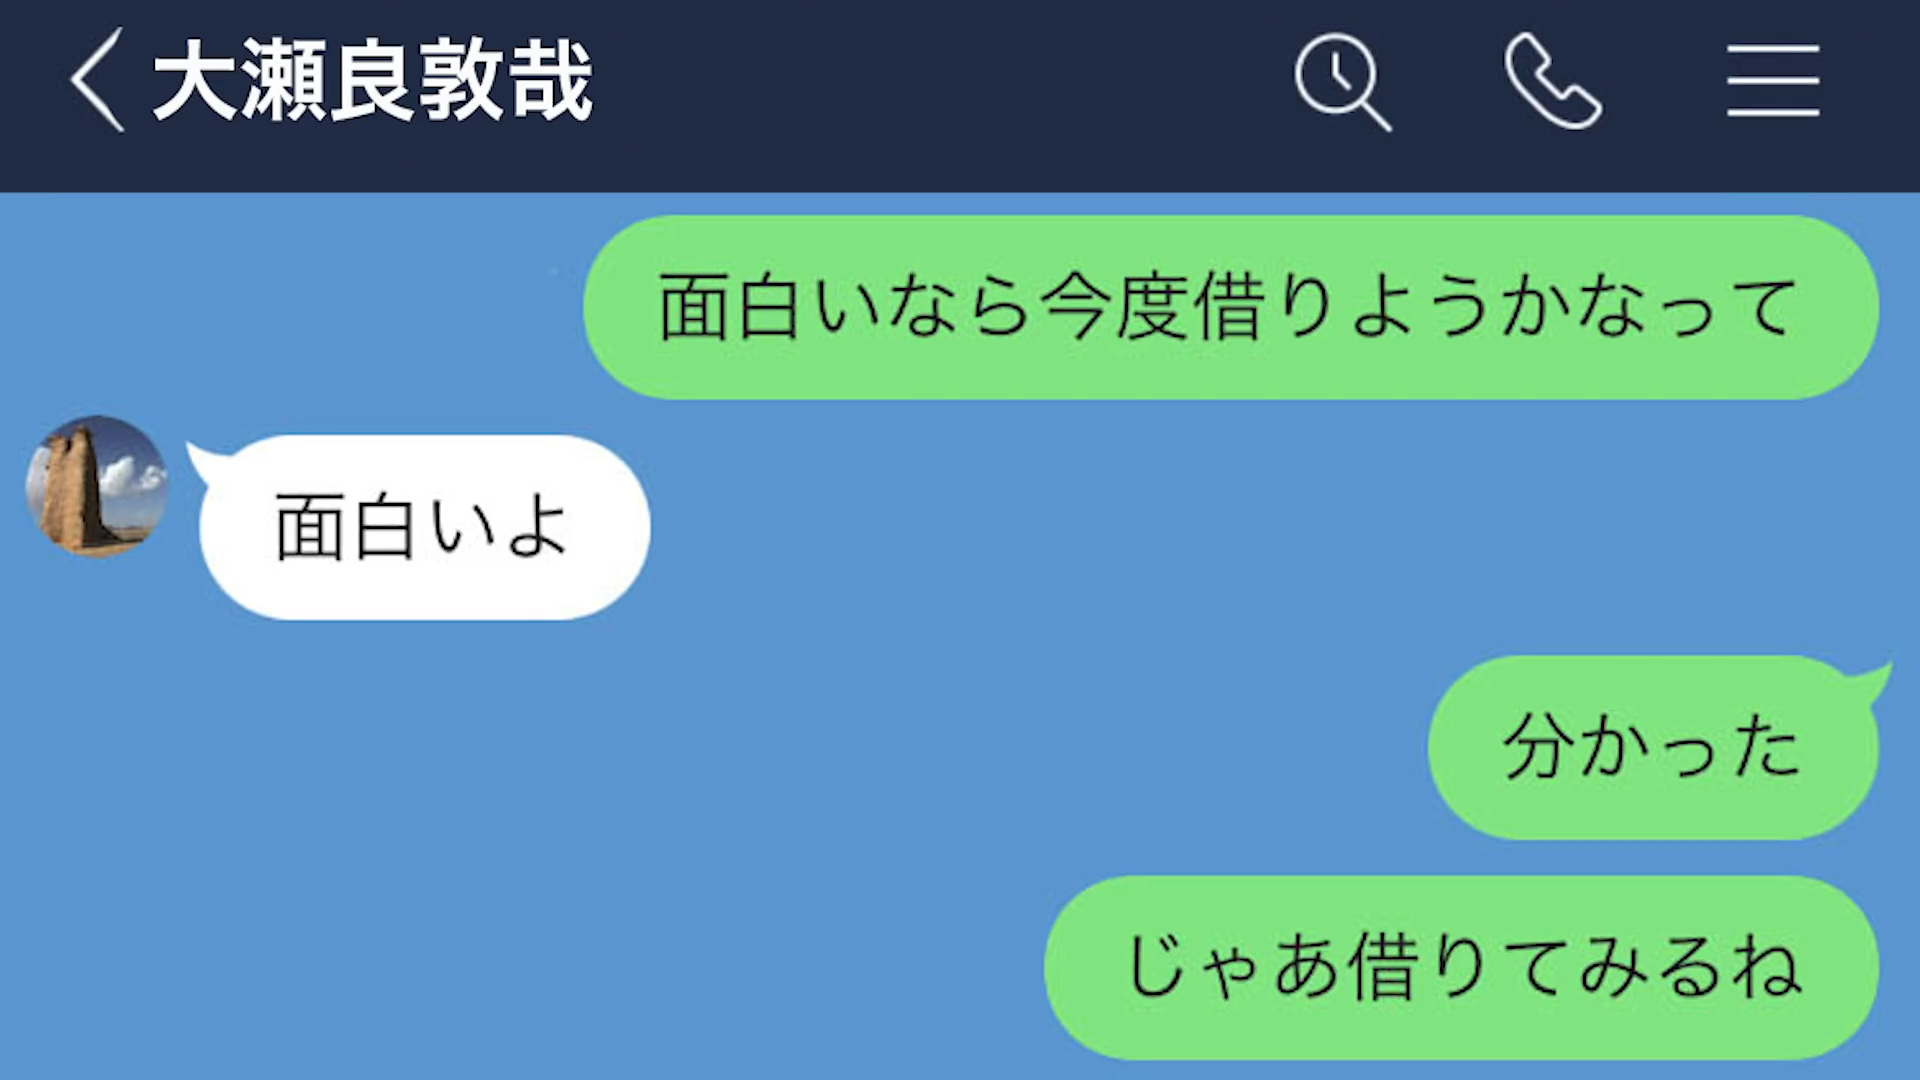 大瀬良敦哉
面白いなら今度借りようかなって
面白いよ
分かった
じゃあ借りてみるね